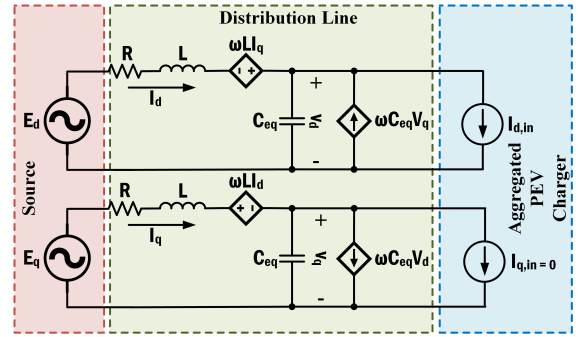 Distribution Line
R L ωLIq
- +
Id
Ed
Ceq
+
Vd
-
ωCeqVq
Id,in
Source
Aggregated
PEV
Charger
R L ωLId
+ -
Iq
Eq
Ceq
+
Vq
-
ωCeqVd
Iq,in = 0